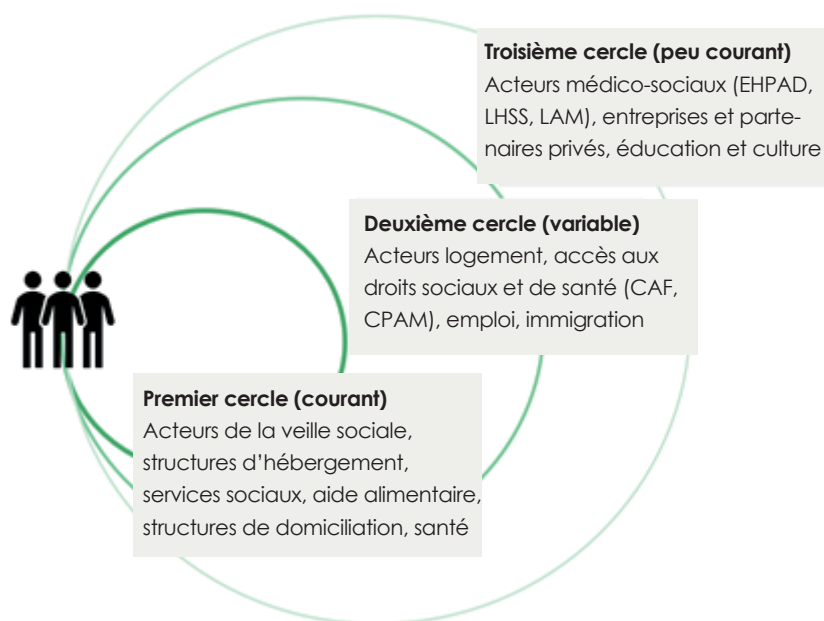 Troisième cercle (peu courant)
Acteurs médico-sociaux (EHPAD,
LHSS, LAM), entreprises et parte-
naires privés, éducation et culture
Deuxième cercle (variable)
Acteurs logement, accès aux
droits sociaux et de santé (CAF,
CPAM), emploi, immigration
Premier cercle (courant)
Acteurs de la veille sociale,
structures d’hébergement,
services sociaux, aide alimentaire,
structures de domiciliation, santé